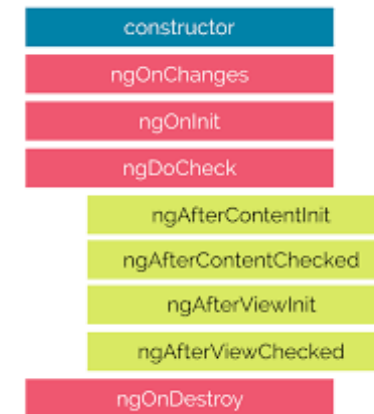 constructor
ngOnChanges
ngOnInit
ngDoCheck
ngAfterContentInit
ngAfterContentChecked
ngAfterViewInit
ngAfterViewChecked
ngOnDestroy